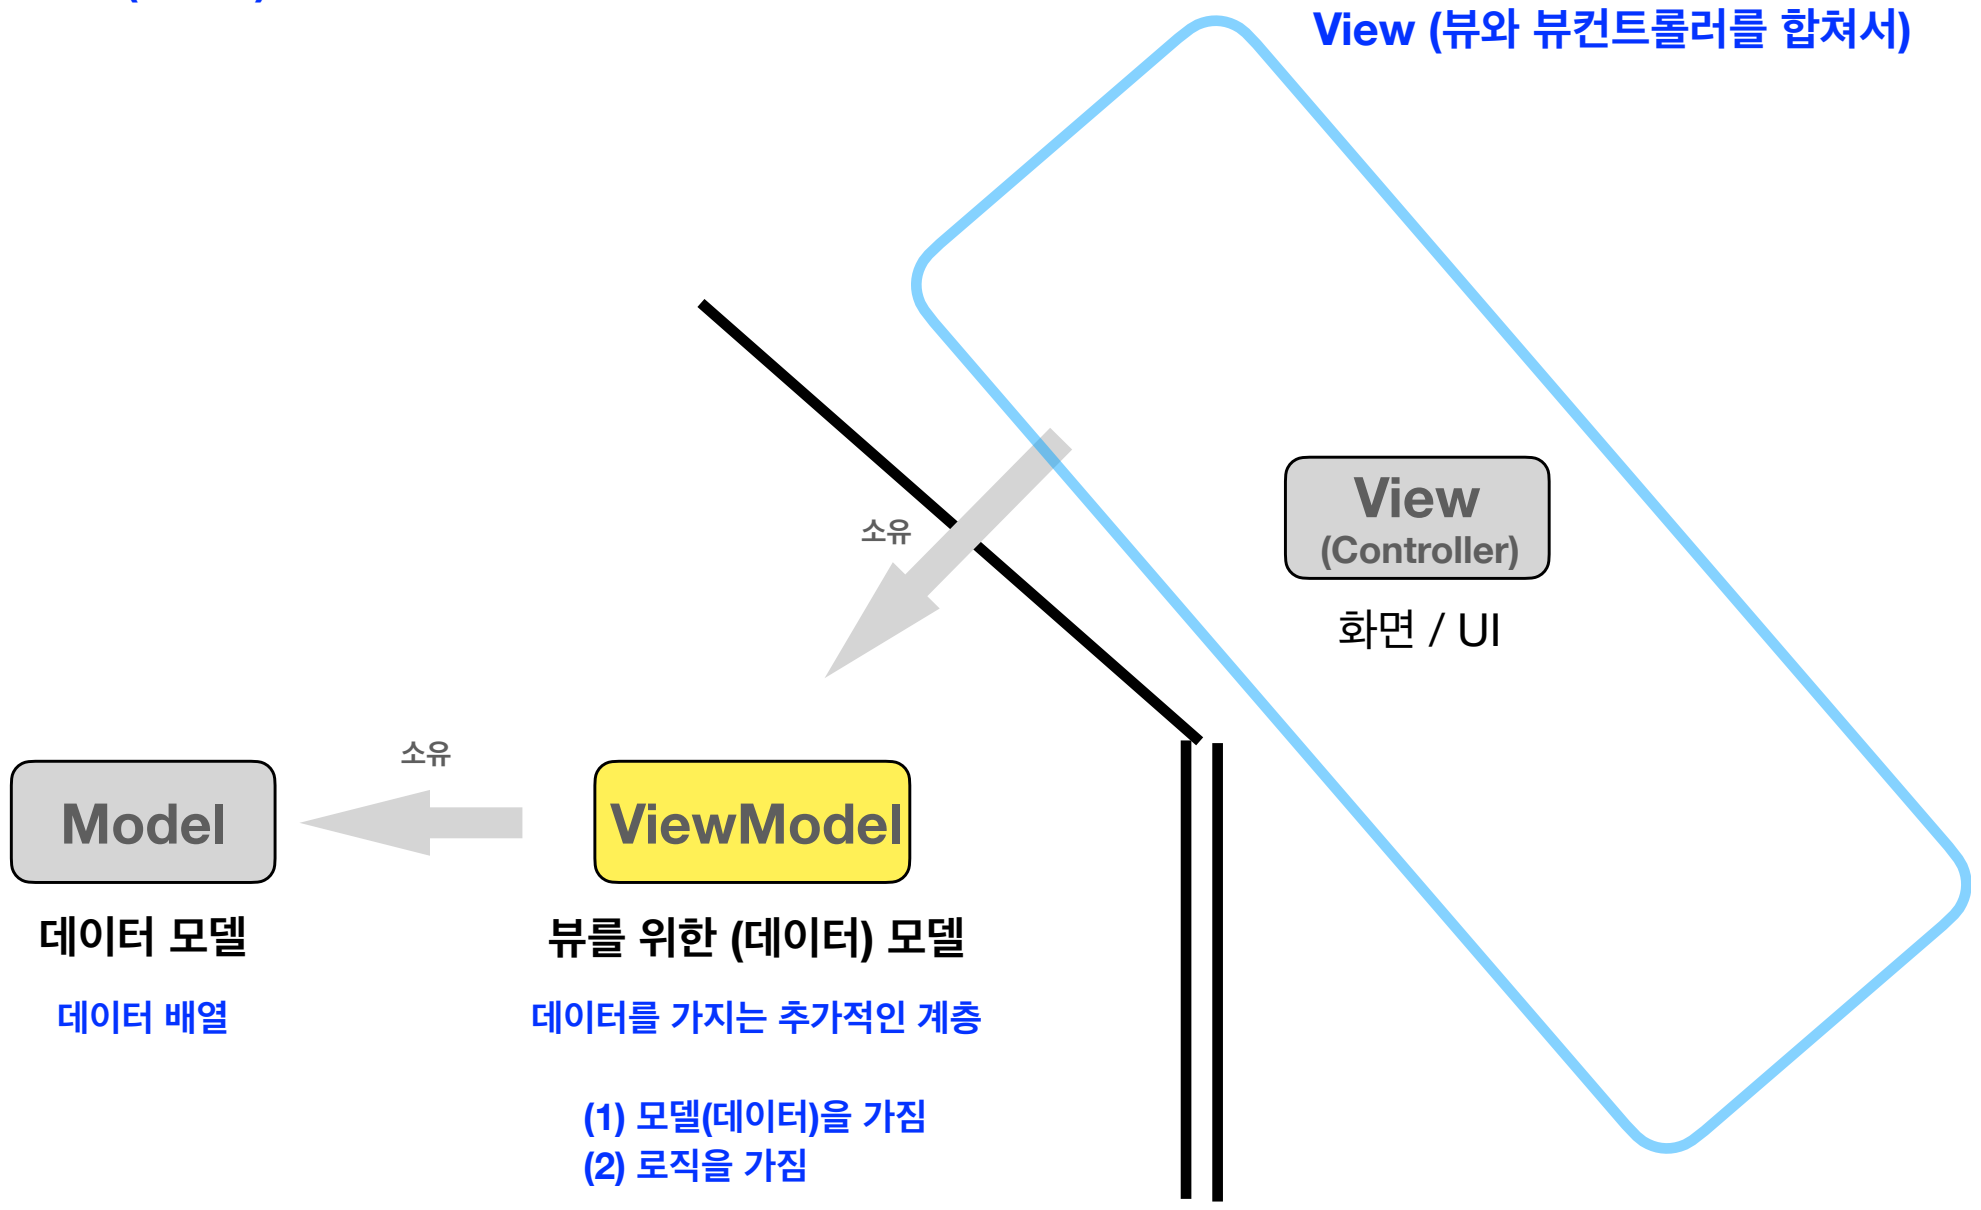 View (뷰와 뷰컨트롤러를 합쳐서)
View
(Controller)
화면 / UI
소유
소유
Model
ViewModel
데이터 모델
뷰를 위한 (데이터) 모델
데이터 배열
데이터를 가지는 추가적인 계층
(1) 모델(데이터)을 가짐
(2) 로직을 가짐